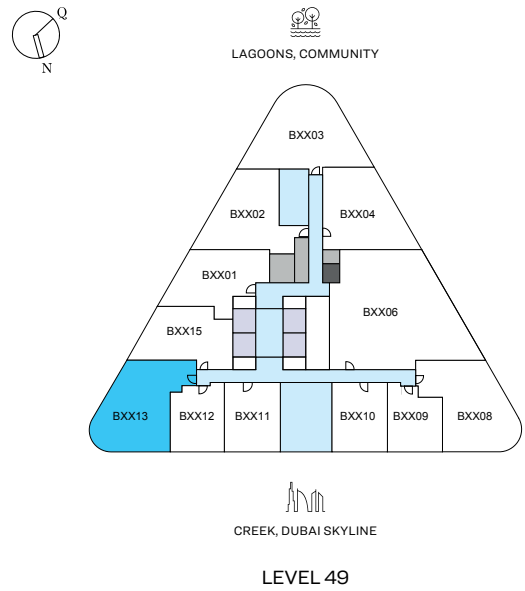 Q
N
LAGOONS, COMMUNITY
BXX03
BXX02
BXX04
BXX01
BXX06
BXX15
BXX13
BXX12
BXX11
BXX10
BXX09
BXX08
CREEK, DUBAI SKYLINE
LEVEL 49